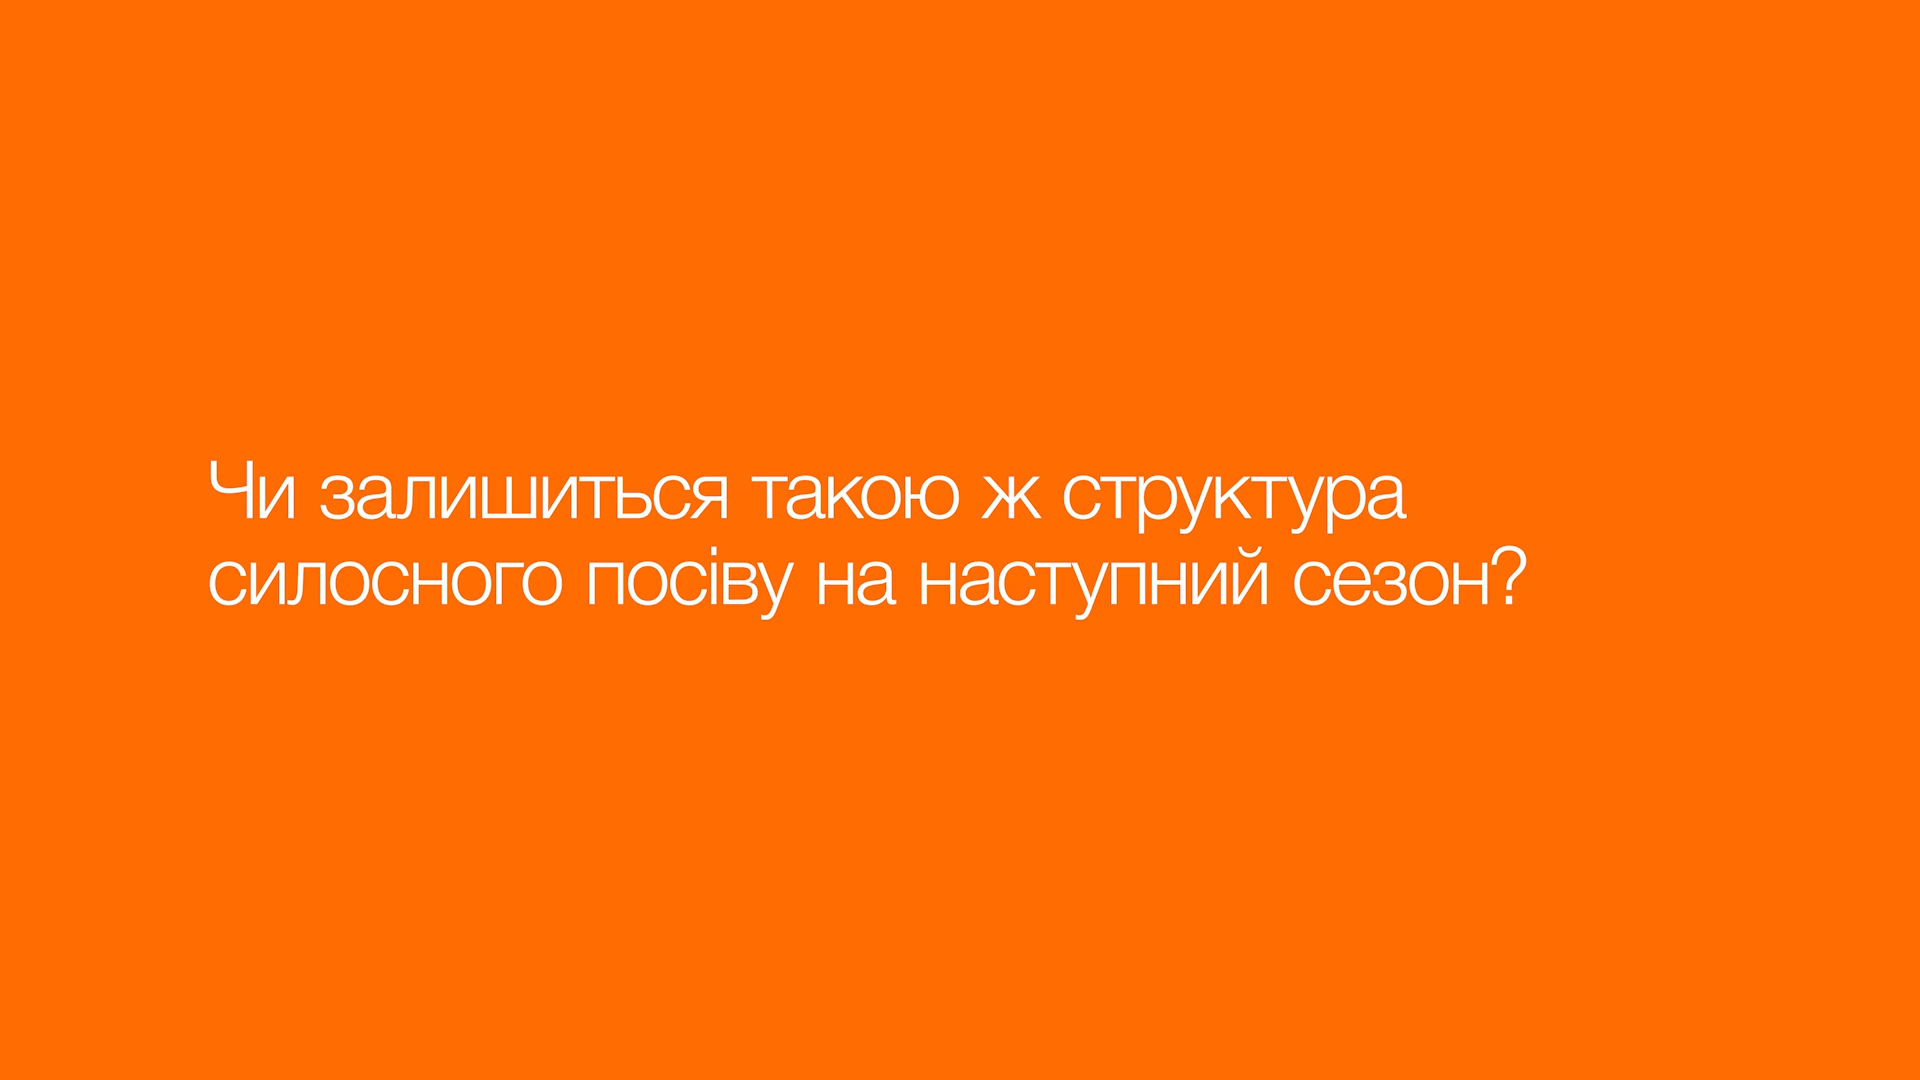 Чи залишиться такою ж структура
силосного посіву на наступний сезон?